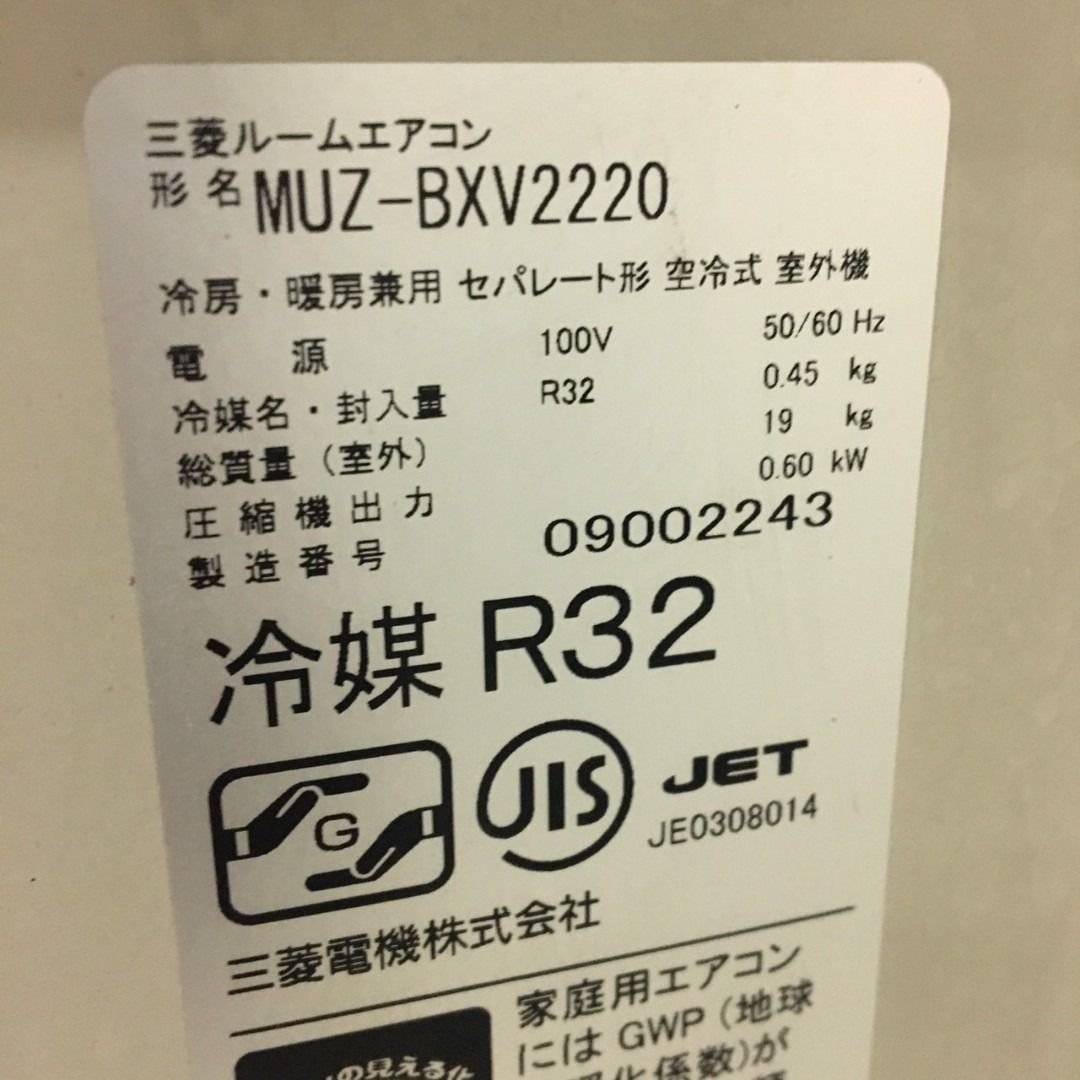 三菱ルームエアコン
形名 MUZ-BXV2220
冷房・暖房兼用 セパレート形 空冷式 室外機
電源 100V 50/60 Hz
冷媒名・封入量 R32 0.45 kg
総質量（室外） 19 kg
圧縮機出力 0.60 kW
製造番号 09002243
冷媒 R32
G
JIS
JET
JE0308014
三菱電機株式会社
家庭用エアコン
には GWP（地球
化係数)が
の見える化